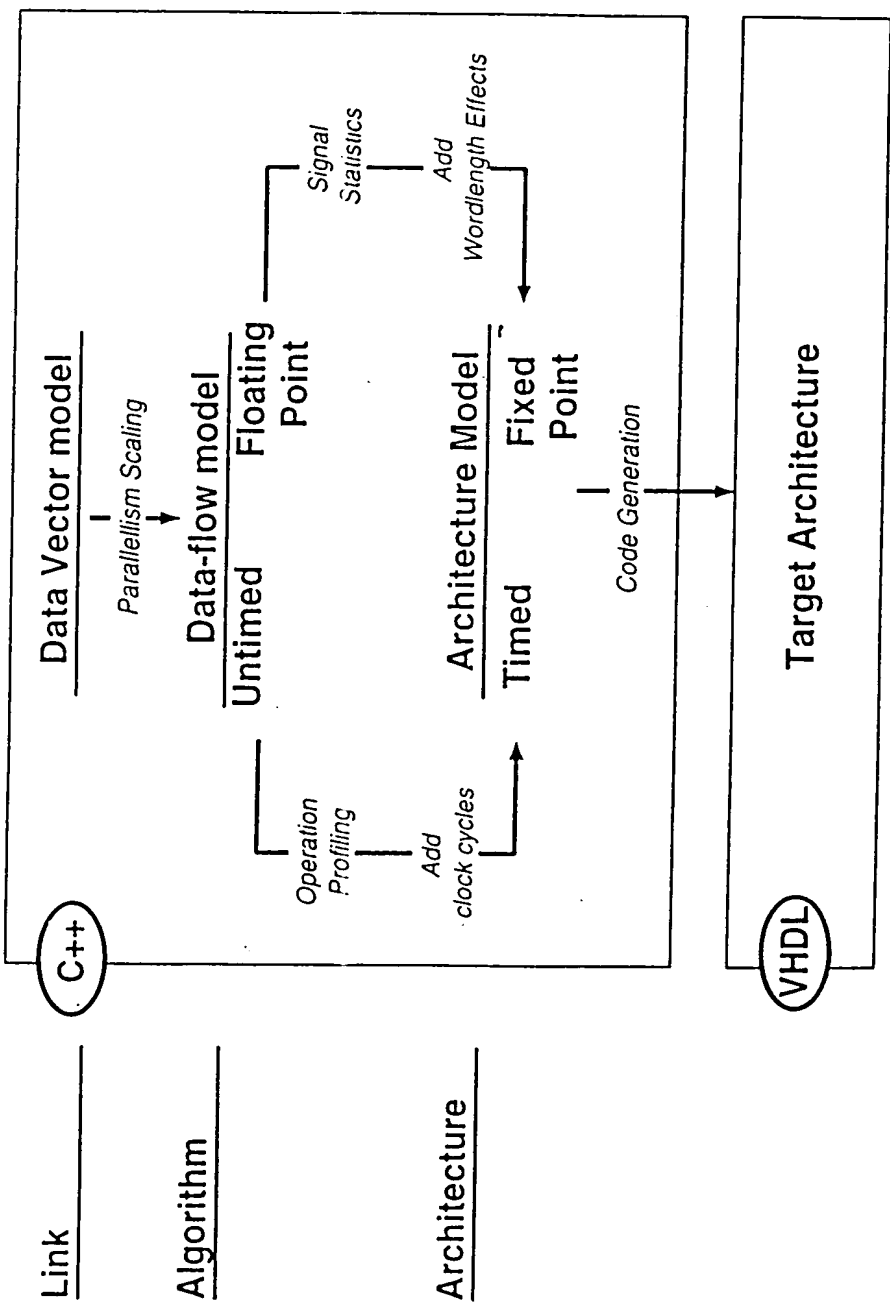 Link
Algorithm
Architecture
C++
Data Vector model
Parallellism Scaling
Data-flow model
Untimed
Floating
Point
Operation
Profiling
Add
clock cycles
Signal
Statistics
Add
Wordlength Effects
Architecture Model
Timed
Fixed
Point
Code Generation
VHDL
Target Architecture